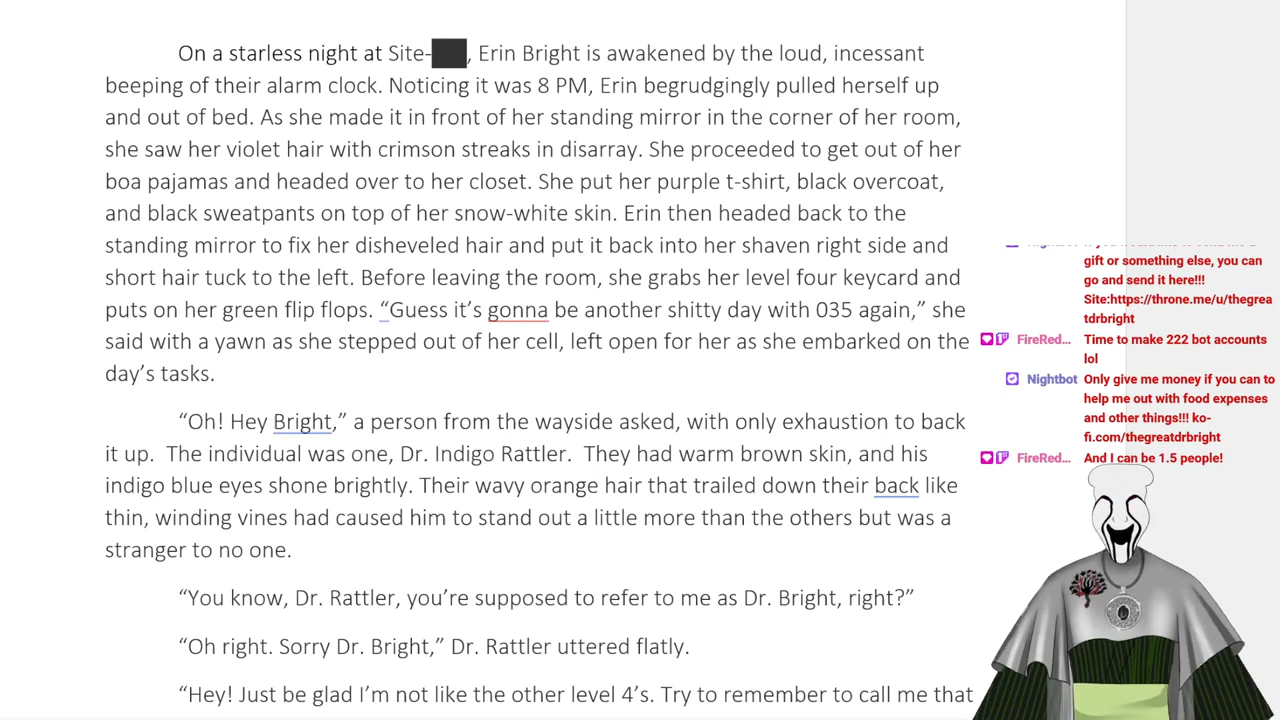 On a starless night at Site-, Erin Bright is awakened by the loud, incessant
beeping of their alarm clock. Noticing it was 8 PM, Erin begrudgingly pulled herself up
and out of bed. As she made it in front of her standing mirror in the corner of her room,
she saw her violet hair with crimson streaks in disarray. She proceeded to get out of her
boa pajamas and headed over to her closet. She put her purple t-shirt, black overcoat,
and black sweatpants on top of her snow-white skin. Erin then headed back to the
standing mirror to fix her disheveled hair and put it back into her shaven right side and
short hair tuck to the left. Before leaving the room, she grabs her level four keycard and
puts on her green flip flops. “Guess it’s gonna be another shitty day with 035 again,” she
said with a yawn as she stepped out of her cell, left open for her as she embarked on the
day’s tasks.
“Oh! Hey Bright,” a person from the wayside asked, with only exhaustion to back
it up. The individual was one, Dr. Indigo Rattler. They had warm brown skin, and his
indigo blue eyes shone brightly. Their wavy orange hair that trailed down their back like
thin, winding vines had caused him to stand out a little more than the others but was a
stranger to no one.
“You know, Dr. Rattler, you’re supposed to refer to me as Dr. Bright, right?”
“Oh right. Sorry Dr. Bright,” Dr. Rattler uttered flatly.
“Hey! Just be glad I’m not like the other level 4’s. Try to remember to call me that
gift or something else, you can
go and send it here!!!
Site:https://throne.me/u/thegrea
tdrbright
FireRed... Time to make 222 bot accounts
lol
Nightbot Only give me money if you can to
help me out with food expenses
and other things!!! ko-
fi.com/thegreatdrbright
FireRed... And I can be 1.5 people!